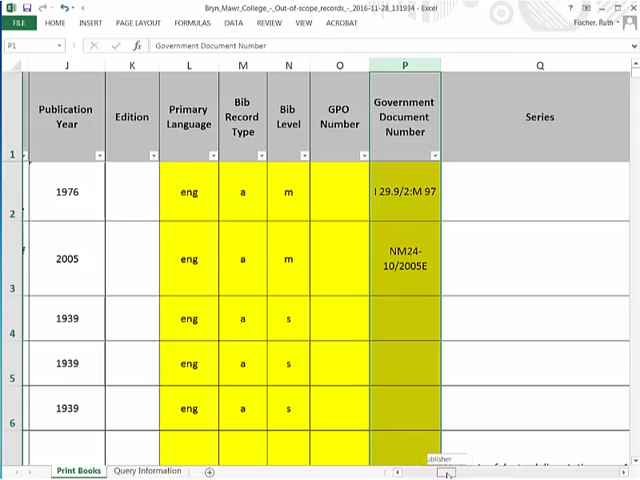 Bryn_Mawr_College_-_Out-of-scope_records_-_2016-11-28_131934 - Excel
FILE HOME INSERT PAGE LAYOUT FORMULAS DATA REVIEW VIEW ACROBAT Fischer, Ruth
P1 fx Government Document Number
J K L M N O P Q
1 Publication Year Edition Primary Language Bib Record Type Bib Level GPO Number Government Document Number Series
2 1976 eng a m I 29.9/2:M 97
3 2005 eng a m NM24-10/2005E
4 1939 eng a s
5 1939 eng a s
6 1939 eng a s
ublisher
Print Books Query Information